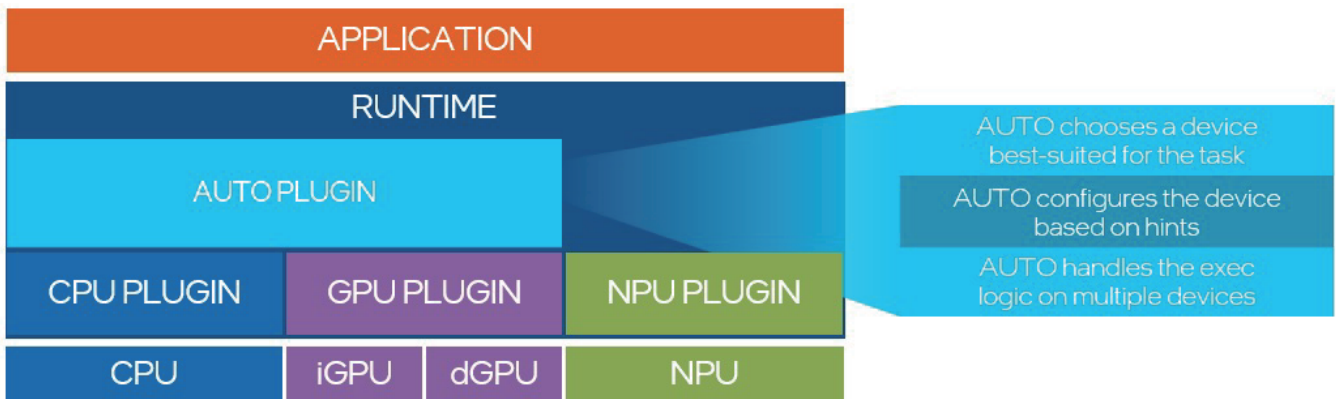 APPLICATION
RUNTIME
AUTO PLUGIN
CPU PLUGIN
GPU PLUGIN
NPU PLUGIN
CPU
iGPU
dGPU
NPU
AUTO chooses a device
best-suited for the task
AUTO configures the device
based on hints
AUTO handles the exec
logic on multiple devices